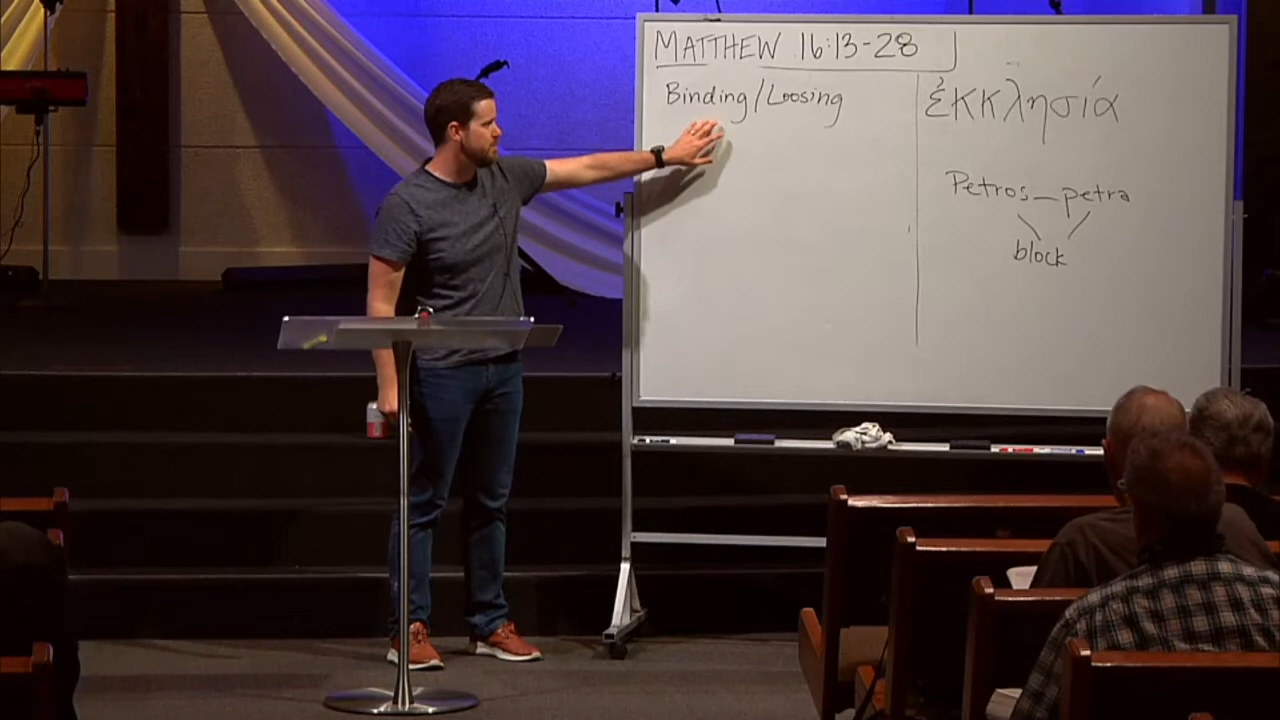 MATTHEW 16:13-28
Binding/Loosing
ἐκκλησία
Petros—petra
block